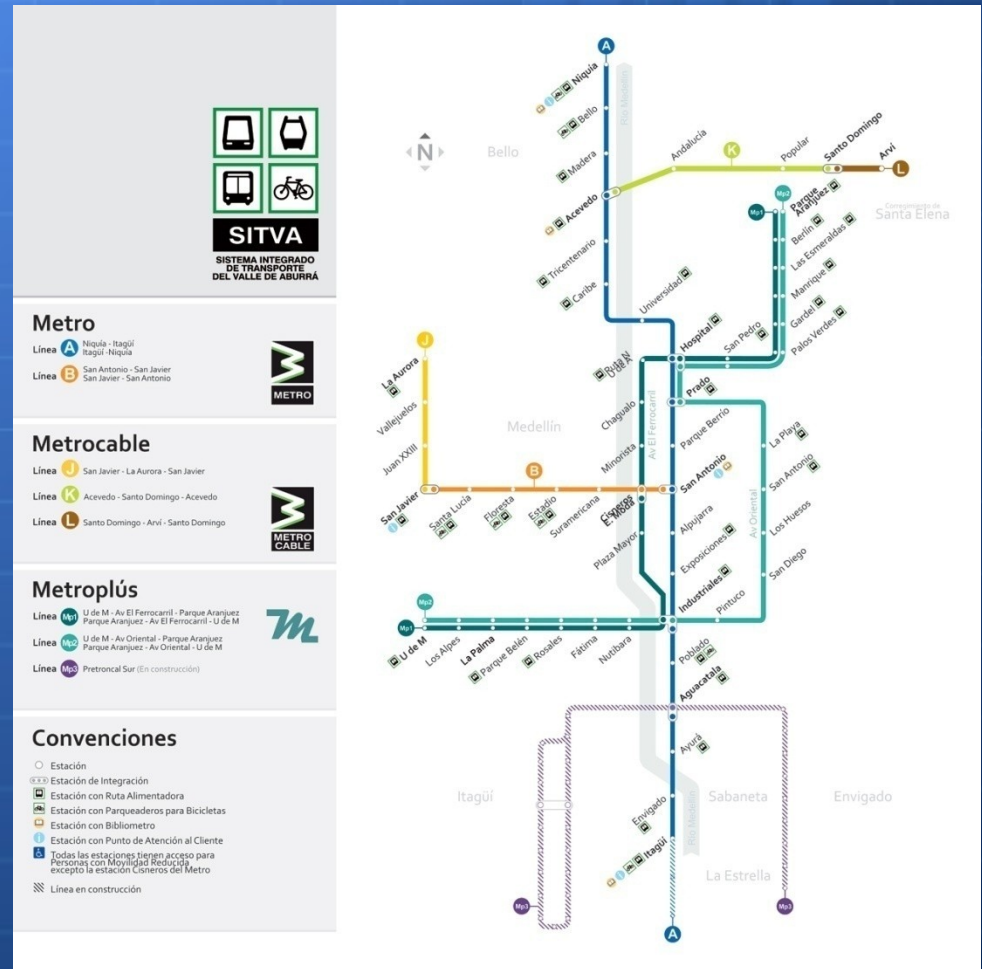 SITVA
SISTEMA INTEGRADO
DE TRANSPORTE
DEL VALLE DE ABURRÁ
Metro
Línea A Niquía - Itagüí
Itagüí -Niquía
Línea B San Antonio - San Javier
San Javier - San Antonio
METRO
Metrocable
Línea J San Javier - La Aurora - San Javier
Línea K Acevedo - Santo Domingo - Acevedo
Línea L Santo Domingo - Arví - Santo Domingo
METRO
CABLE
Metroplús
Línea Mp1 U de M - Av El Ferrocarril - Parque Aranjuez
Parque Aranjuez - Av El Ferrocarril - U de M
Línea Mp2 U de M - Av Oriental - Parque Aranjuez
Parque Aranjuez - Av Oriental - U de M
Línea Mp3 Pretroncal Sur (En construcción)
Convenciones
Estación
Estación de Integración
Estación con Ruta Alimentadora
Estación con Parqueaderos para Bicicletas
Estación con Bibliometro
Estación con Punto de Atención al Cliente
Todas las estaciones tienen acceso para
Personas con Movilidad Reducida
excepto la estación Cisneros del Metro
Línea en construcción
A
Niquía
Río Medellín
Bello
Madera
Acevedo
Tricentenario
Caribe
Universidad
N
Bello
Andalucía
K
Popular
Santo Domingo
Arví
L
Corregimiento de
Santa Elena
Mp2
Mp1
Parque
Aranjuez
Berlín
Las Esmeraldas
Manrique
Gardel
Palos Verdes
San Pedro
Hospital
Prado
Ruta N
U de A
Chagualo
Minorista
Av El Ferrocarril
Parque Berrío
La Playa
San Antonio
Los Huesos
San Diego
Av Oriental
J
La Aurora
Vallejuelos
Juan XXIII
Medellín
B
San Javier
Santa Lucía
Floresta
Estadio
Suramericana
Cisneros
E. Moda
San Antonio
Plaza Mayor
Alpujarra
Exposiciones
Industriales
Pintuco
Mp2
Mp1
U de M
Los Alpes
La Palma
Parque Belén
Rosales
Fátima
Nutibara
Poblado
Aguacatala
Ayurá
Envigado
Itagüí
Itagüí
Sabaneta
Envigado
Río Medellín
La Estrella
Mp3
Mp3
A